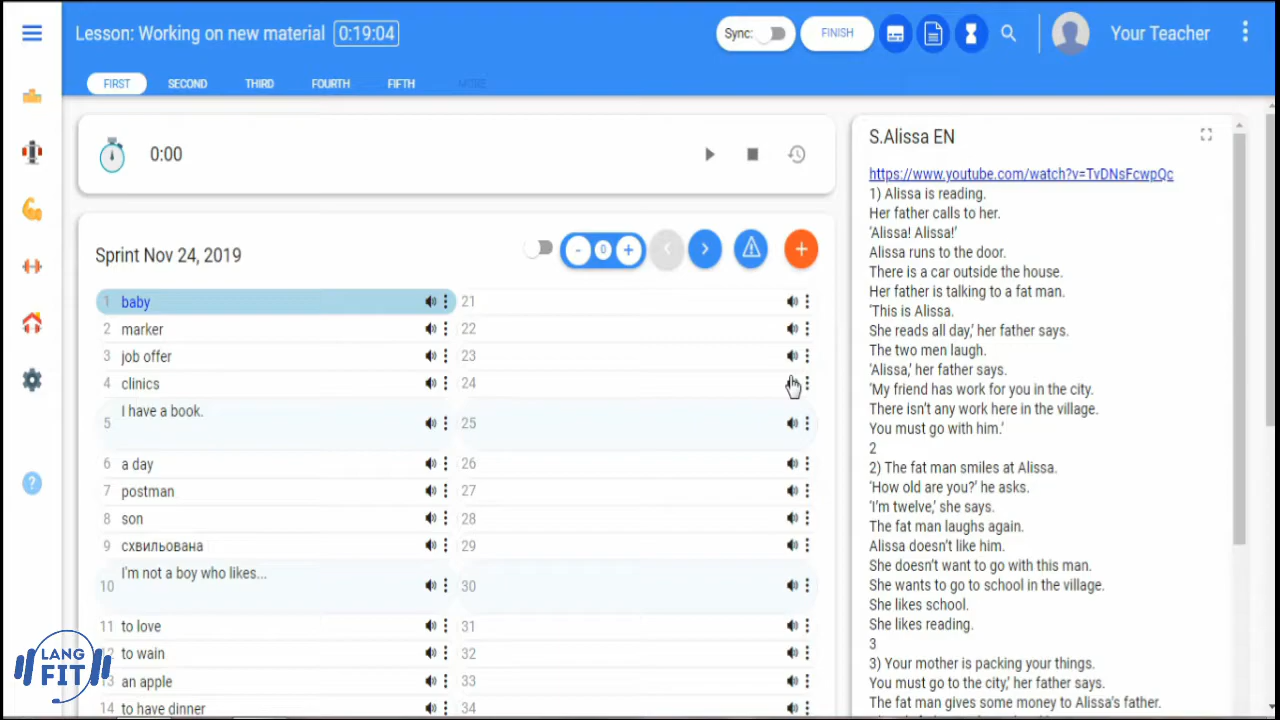 Lesson: Working on new material 0:19:04
Sync:
FINISH
Your Teacher
FIRST SECOND THIRD FOURTH FIFTH MORE
0:00
Sprint Nov 24, 2019
- 0 +
1 baby
2 marker
3 job offer
4 clinics
5 I have a book.
6 a day
7 postman
8 son
9 схвильована
10 I'm not a boy who likes...
11 to love
12 to wain
13 an apple
14 to have dinner
21
22
23
24
25
26
27
28
29
30
31
32
33
34
S.Alissa EN
https://www.youtube.com/watch?v=TvDNsFcwpQc
1) Alissa is reading.
Her father calls to her.
‘Alissa! Alissa!’
Alissa runs to the door.
There is a car outside the house.
Her father is talking to a fat man.
‘This is Alissa.
She reads all day,’ her father says.
The two men laugh.
‘Alissa,’ her father says.
‘My friend has work for you in the city.
There isn’t any work here in the village.
You must go with him.’
2
2) The fat man smiles at Alissa.
‘How old are you?’ he asks.
‘I’m twelve,’ she says.
The fat man laughs again.
Alissa doesn’t like him.
She doesn’t want to go with this man.
She wants to go to school in the village.
She likes school.
She likes reading.
3
3) Your mother is packing your things.
You must go to the city,’ her father says.
The fat man gives some money to Alissa’s father.
?
LANG
FIT